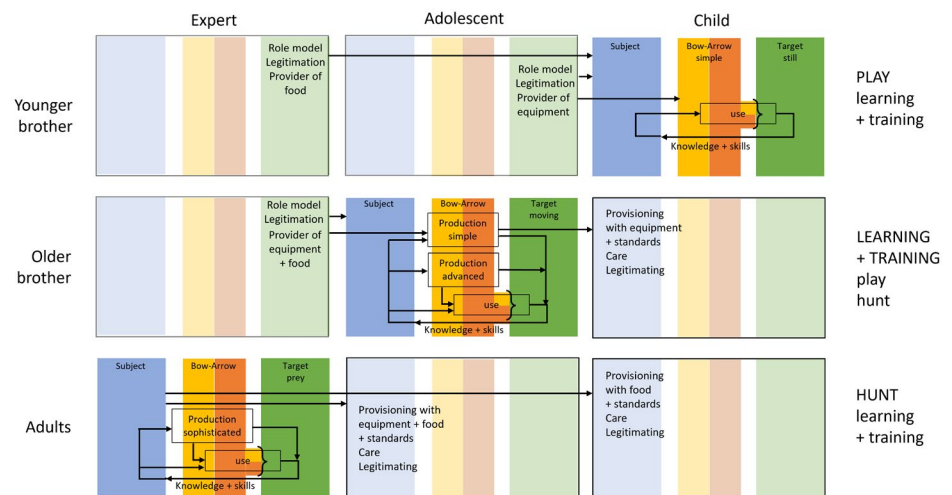 Expert
Adolescent
Child
Younger
brother
Role model
Legitimation
Provider of
food
Role model
Legitimation
Provider of
equipment
Subject
Bow-Arrow
simple
Target
still
use
Knowledge + skills
PLAY
learning
+ training
Older
brother
Role model
Legitimation
Provider of
equipment
+ food
Subject
Bow-Arrow
Target
moving
Production
simple
Production
advanced
use
Knowledge + skills
Provisioning
with equipment
+ standards
Care
Legitimating
LEARNING
+ TRAINING
play
hunt
Adults
Subject
Bow-Arrow
Target
prey
Production
sophisticated
use
Knowledge + skills
Provisioning with
equipment + food
+ standards
Care
Legitimating
Provisioning
with food
+ standards
Care
Legitimating
HUNT
learning
+ training